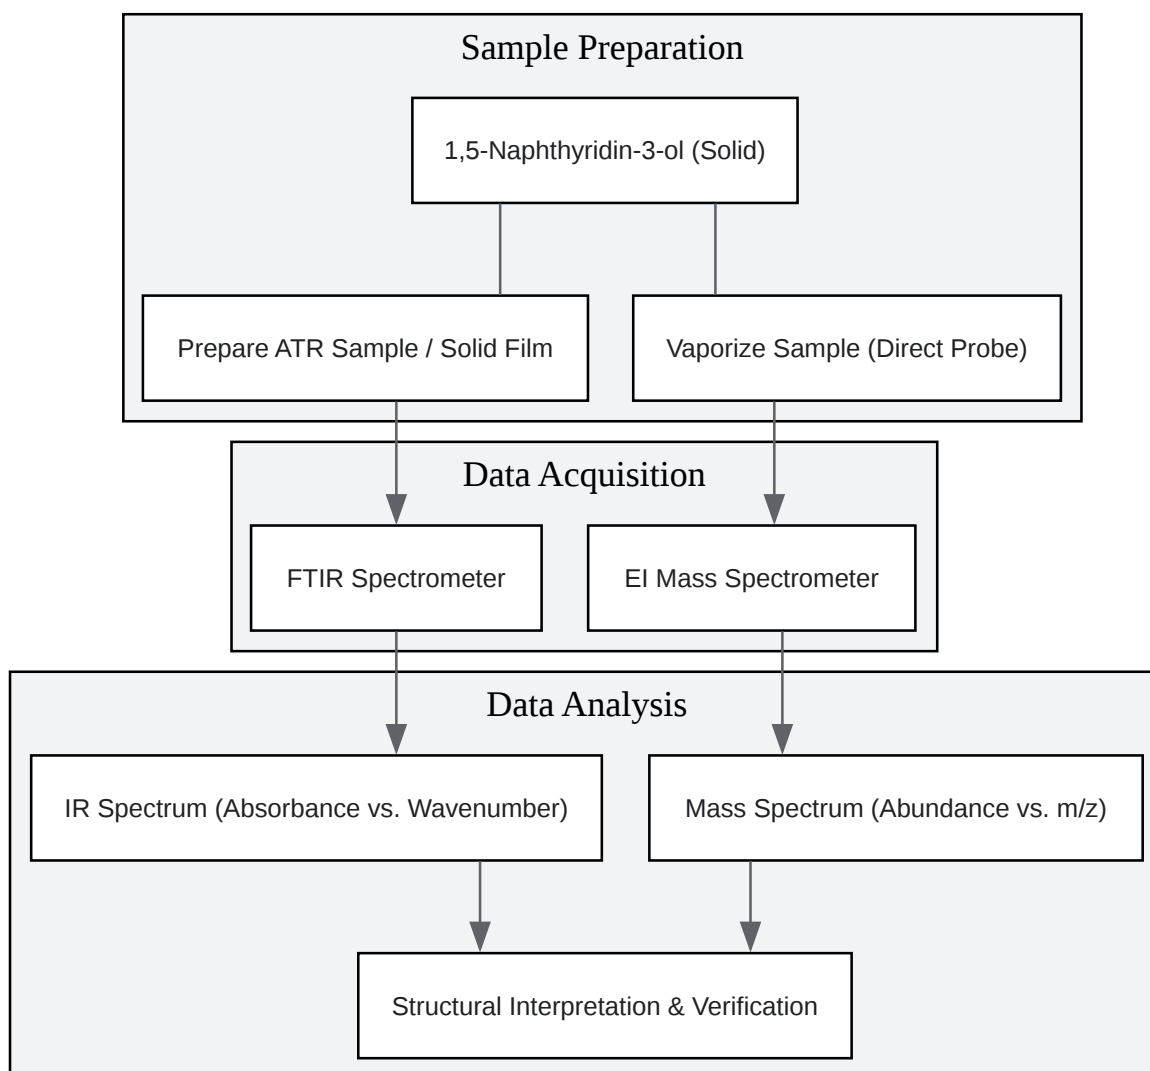 Sample Preparation
1,5-Naphthyridin-3-ol (Solid)
Prepare ATR Sample / Solid Film
Vaporize Sample (Direct Probe)
Data Acquisition
FTIR Spectrometer
EI Mass Spectrometer
Data Analysis
IR Spectrum (Absorbance vs. Wavenumber)
Mass Spectrum (Abundance vs. m/z)
Structural Interpretation & Verification